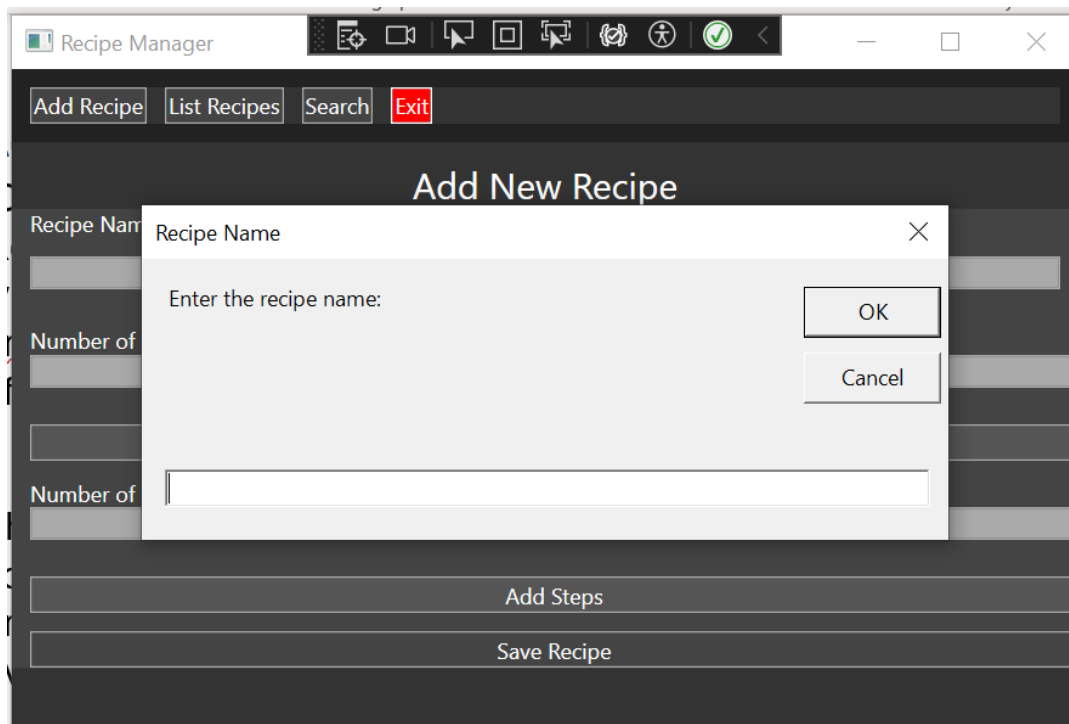 Recipe Manager
Add Recipe List Recipes Search Exit
Add New Recipe
Recipe Nam
Recipe Name
Enter the recipe name:
OK
Number of
Cancel
Number of
Add Steps
Save Recipe